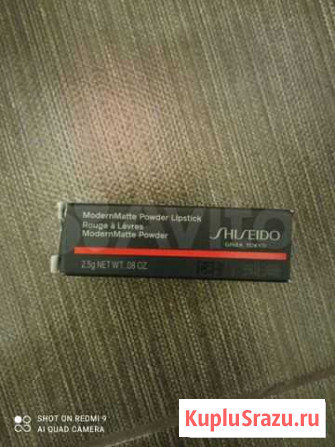 ModernMatte Powder Lipstick
Rouge à Lèvres
ModernMatte Powder
SHISEIDO
GINZA TOKYO
2.5g NET WT. .08 OZ.
AVITO
SHOT ON REDMI 9
AI QUAD CAMERA
KupluSrazu.ru